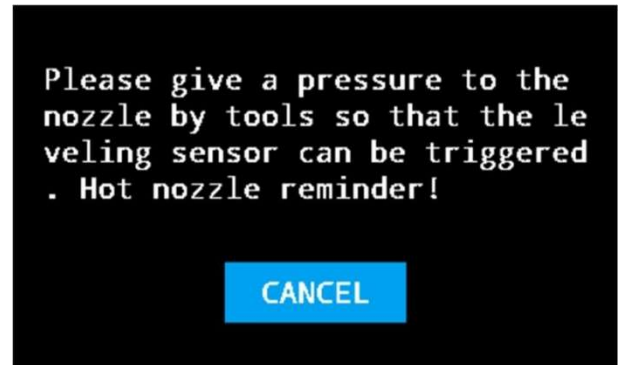 Please give a pressure to the
nozzle by tools so that the le
veling sensor can be triggered
. Hot nozzle reminder!
CANCEL